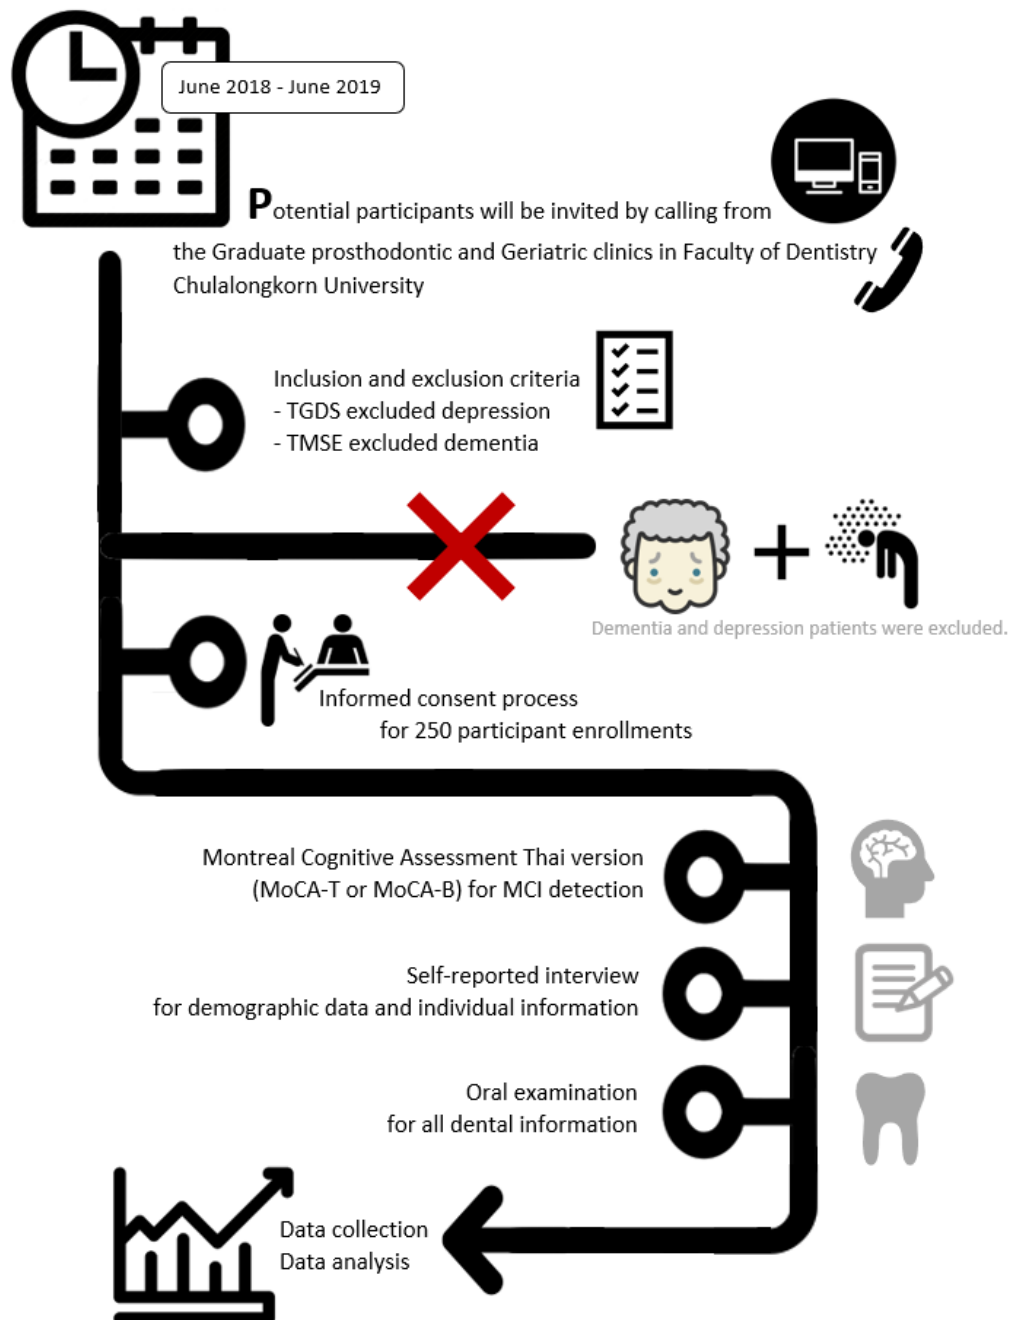 June 2018 - June 2019
Potential participants will be invited by calling from
the Graduate prosthodontic and Geriatric clinics in Faculty of Dentistry
Chulalongkorn University
Inclusion and exclusion criteria
- TGDS excluded depression
- TMSE excluded dementia
Dementia and depression patients were excluded.
Informed consent process
for 250 participant enrollments
Montreal Cognitive Assessment Thai version
(MoCA-T or MoCA-B) for MCI detection
Self-reported interview
for demographic data and individual information
Oral examination
for all dental information
Data collection
Data analysis